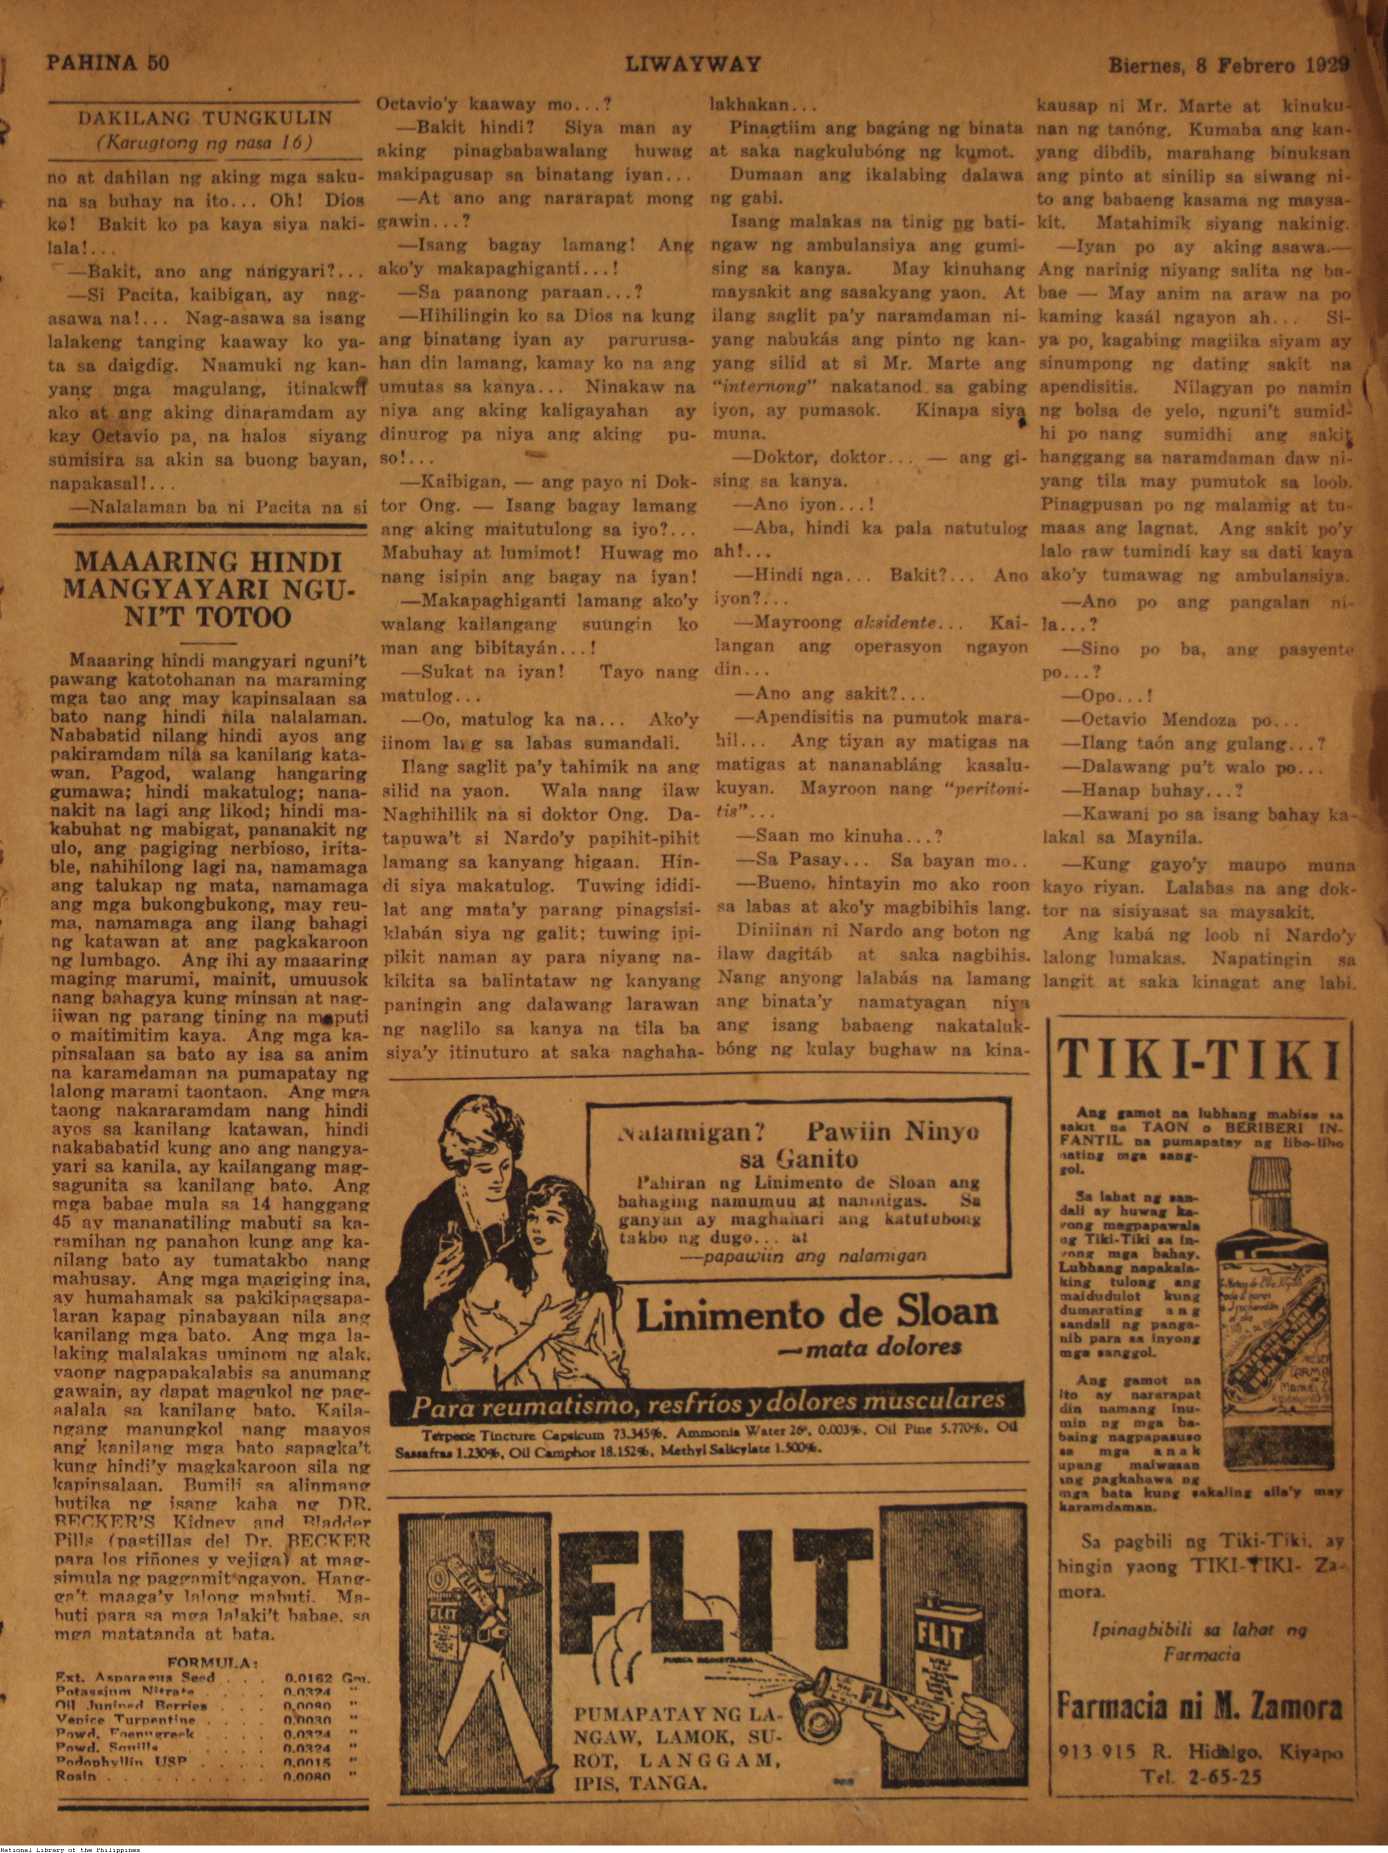 PAHINA 50
LIWAYWAY
Biernes, 8 Febrero 1929
DAKILANG TUNGKULIN
(Karugtong ng nasa 16)
no at dahilan ng aking mga saku-
na sa buhay na ito... Oh! Dios
ko! Bakit ko pa kaya siya naki-
lala!...
—Bakit, ano ang nángyari?...
—Si Pacita, kaibigan, ay nag-
asawa na!... Nag-asawa sa isang
lalakeng tanging kaaway ko ya-
ta sa daigdig. Naamuki ng kan-
yang mga magulang, itinakwil
ako at ang aking dinaramdam ay
kay Octavio pa, na halos siyang
sumisira sa akin sa buong bayan,
napakasal!...
—Nalalaman ba ni Pacita na si
Octavio'y kaaway mo...?
—Bakit hindi? Siya man ay
aking pinagbabawalang huwag
makipagusap sa binatang iyan...
—At ano ang nararapat mong
gawin...?
—Isang bagay lamang! Ang
ako'y makapaghiganti...!
—Sa paanong paraan...?
—Hihilingin ko sa Dios na kung
ang binatang iyan ay parurusa-
han din lamang, kamay ko na ang
umutas sa kanya... Ninakaw na
niya ang aking kaligayahan ay
dinurog pa niya ang aking pu-
so!...
—Kaibigan, — ang payo ni Dok-
tor Ong. — Isang bagay lamang
ang aking maitutulong sa iyo?...
Mabuhay at lumimot! Huwag mo
nang isipin ang bagay na iyan!
—Makapaghiganti lamang ako'y
walang kailangang suungin ko
man ang bibitayán...!
—Sukat na iyan! Tayo nang
matulog...
—Oo, matulog ka na... Ako'y
iinom lang sa labas sumandali.
Ilang saglit pa'y tahimik na ang
silid na yaon. Wala nang ilaw
Naghihilik na si doktor Ong. Da-
tapuwa't si Nardo'y papihit-pihit
lamang sa kanyang higaan. Hin-
di siya makatulog. Tuwing ididi-
lat ang mata'y parang pinagsisi-
klabán siya ng galit; tuwing ipi-
pikit naman ay para niyang na-
kikita sa balintataw ng kanyang
paningin ang dalawang larawan
ng naglilo sa kanya na tila ba
siya'y itinuturo at saka naghaha-
lakhakan...
Pinagtiim ang bagáng ng binata
at saka nagkulubóng ng kumot.
Dumaan ang ikalabing dalawa
ng gabi.
Isang malakas na tinig ng bati-
ngaw ng ambulansiya ang gumi-
sing sa kanya. May kinuhang
maysakit ang sasakyang yaon. At
ilang saglit pa'y naramdaman ni-
yang nabukás ang pinto ng kan-
yang silid at si Mr. Marte ang
"internong" nakatanod sa gabing
iyon, ay pumasok. Kinapa siya
muna.
—Doktor, doktor... — ang gi-
sing sa kanya.
—Ano iyon...!
—Aba, hindi ka pala natutulog
ah!...
—Hindi nga... Bakit?... Ano
iyon?...
—Mayroong aksidente... Kai-
langan ang operasyon ngayon
din...
—Ano ang sakit?...
—Apendisitis na pumutok mara-
hil... Ang tiyan ay matigas na
matigas at nananabláng kasalu-
kuyan. Mayroon nang "peritoni-
tis"...
—Saan mo kinuha...?
—Sa Pasay... Sa bayan mo..
—Bueno, hintayin mo ako roon
sa labas at ako'y magbibihis lang.
Diniinan ni Nardo ang boton ng
ilaw dagitáb at saka nagbihis.
Nang anyong lalabás na lamang
ang binata'y namatyagan niya
ang isang babaeng nakataluk-
bóng ng kulay bughaw na kina-
kausap ni Mr. Marte at kinuku-
nan ng tanóng. Kumaba ang kan-
yang dibdib, marahang binuksan
ang pinto at sinilip sa siwang ni-
to ang babaeng kasama ng maysa-
kit. Matahimik siyang nakinig.
—Iyan po ay aking asawa.—
Ang narinig niyang salita ng ba-
bae — May anim na araw na po
kaming kasál ngayon ah... Si-
ya po, kagabing magiika siyam ay
sinumpong ng dating sakit na
apendisitis. Nilagyan po namin
ng bolsa de yelo, nguni't sumid-
hi po nang sumidhi ang sakit
hanggang sa naramdaman daw ni-
yang tila may pumutok sa loob.
Pinagpusan po ng malamig at tu-
maas ang lagnat. Ang sakit po'y
lalo raw tumindi kay sa dati kaya
ako'y tumawag ng ambulansiya.
—Ano po ang pangalan ni-
la...?
—Sino po ba, ang pasyente
po...?
—Opo...!
—Octavio Mendoza po...
—Ilang taón ang gulang...?
—Dalawang pu't walo po...
—Hanap buhay...?
—Kawani po sa isang bahay ka-
lakal sa Maynila.
—Kung gayo'y maupo muna
kayo riyan. Lalabas na ang dok-
tor na sisiyasat sa maysakit.
Ang kabá ng loob ni Nardo'y
lalong lumakas. Napatingin sa
langit at saka kinagat ang labi.
MAAARING HINDI
MANGYAYARI NGU-
NI'T TOTOO
Maaaring hindi mangyari nguni't
pawang katotohanan na maraming
mga tao ang may kapinsalaan sa
bato nang hindi nila nalalaman.
Nababatid nilang hindi ayos ang
pakiramdam nila sa kanilang kata-
wan. Pagod, walang hangaring
gumawa; hindi makatulog; nana-
nakit na lagi ang likod; hindi ma-
kabuhat ng mabigat, pananakit ng
ulo, ang pagiging nerbioso, irita-
ble, nahihilong lagi na, namamaga
ang talukap ng mata, namamaga
ang mga bukongbukong, may reu-
ma, namamaga ang ilang bahagi
ng katawan at ang pagkakaroon
ng lumbago. Ang ihi ay maaaring
maging marumi, mainit, umuusok
nang bahagya kung minsan at nag-
iiwan ng parang tining na maputi
o maitimitim kaya. Ang mga ka-
pinsalaan sa bato ay isa sa anim
na karamdaman na pumapatay ng
lalong marami taontaon. Ang mga
taong nakararamdam nang hindi
ayos sa kanilang katawan, hindi
nakababatid kung ano ang nangya-
yari sa kanila, ay kailangang mag-
sagunita sa kanilang bato. Ang
mga babae mula sa 14 hanggang
45 ay mananatiling mabuti sa ka-
ramihan ng panahon kung ang ka-
nilang bato ay tumatakbo nang
mahusay. Ang mga magiging ina,
ay humahamak sa pakikipagsapa-
laran kapag pinabayaan nila ang
kanilang mga bato. Ang mga la-
laking malalakas uminom ng alak,
yaong nagpapakalabis sa anumang
gawain, ay dapat magukol ng pag-
aalala sa kanilang bato. Kaila-
ngang manungkol nang maayos
ang kanilang mga bato sapagka't
kung hindi'y magkakaroon sila ng
kapinsalaan. Bumili sa alinmang
butika ng isang kaha ng DR.
BECKER'S Kidney and Bladder
Pills (pastillas del Dr. BECKER
para los riñones y vejiga) at mag-
simula ng paggamit ngayon. Hang-
ga't maaga'y lalong mabuti. Ma-
buti para sa mga lalaki't babae, sa
mga matatanda at bata.
FORMULA:
Ext. Asparagus Seed . . . 0.0162 Gm.
Potassium Nitrate . . . . 0.0324 "
Oil Juniped Berries . . . 0.0080 "
Venice Turpentine . . . . 0.0030 "
Powd. Foenugreek . . . . 0.0324 "
Powd. Squills . . . . . 0.0324 "
Podophyllin USP . . . . 0.0015 "
Rosin . . . . . . . . . 0.0080 "
Nalamigan? Pawiin Ninyo
sa Ganito
Pahiran ng Linimento de Sloan ang
bahaging namumuu at naninigas. Sa
ganyan ay maghahari ang katutubong
takbo ng dugo... at
—papawiin ang nalamigan
Linimento de Sloan
—mata dolores
Para reumatismo, resfríos y dolores musculares
Terpene Tincture Capsicum 73.345%, Ammonia Water 26°, 0.003%, Oil Pine 5.770%, Oil
Sassafras 1.230%, Oil Camphor 18.152%, Methyl Salicylate 1.500%.
FLIT
MARCA REGISTRADA
FLIT
FLIT
FLIT
FLIT
PUMAPATAY NG LA-
NGAW, LAMOK, SU-
ROT, LANGGAM,
IPIS, TANGA.
TIKI-TIKI
Ang gamot na lubhang mabisa sa
sakit na TAON o BERIBERI IN-
FANTIL na pumapatay ng libo-libo
nating mga sang-
gol.
Sa lahat ng san-
dali ay huwag ka-
yong magpapawala
ng Tiki-Tiki sa in-
yong mga bahay.
Lubhang napakala-
king tulong ang
maidudulot kung
dumarating ang
sandali ng panga-
nib para sa inyong
mga sanggol.
Ang gamot na
ito ay nararapat
din namang inu-
min ng mga ba-
baing nagpapasuso
sa mga anak
upang maiwasan
ang pagkahawa ng
mga bata kung sakaling sila'y may
karamdaman.
Sa pagbili ng Tiki-Tiki, ay
hingin yaong TIKI-TIKI- Za-
mora.
Ipinagbibili sa lahat ng
Farmacia
Farmacia ni M. Zamora
913-915 R. Hidalgo, Kiyapo
Tel. 2-65-25
National Library of the Philippines